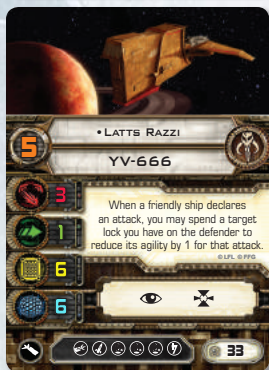 •Latts Razzi
5
YV-666
3
When a friendly ship declares
an attack, you may spend a target
lock you have on the defender to
reduce its agility by 1 for that attack.
©LFL ©FFG
1
6
6
33